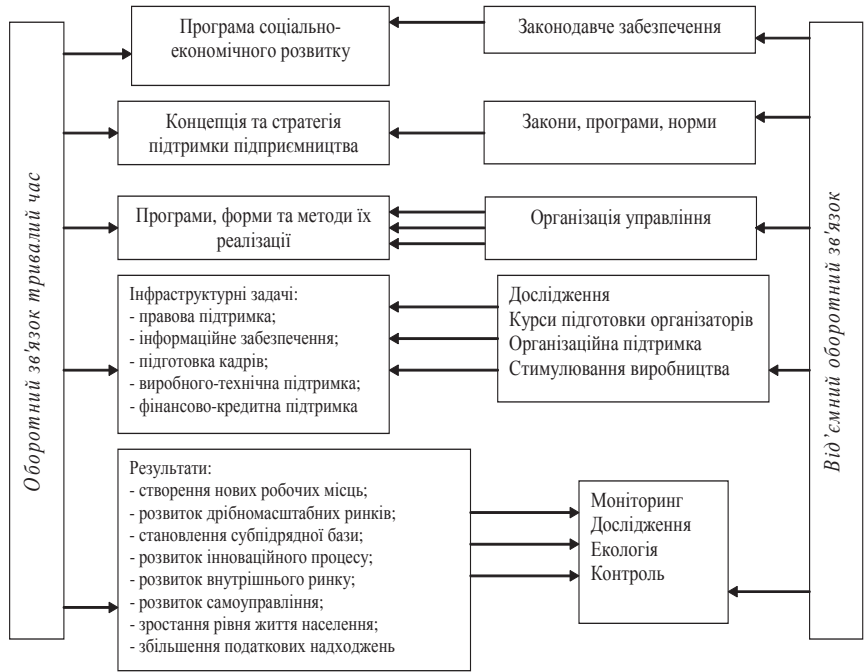 Оборотний зв'язок тривалий час
Програма соціально-
економічного розвитку
Законодавче забезпечення
Концепція та стратегія
підтримки підприємництва
Закони, програми, норми
Програми, форми та методи їх
реалізації
Організація управління
Інфраструктурні задачі:
- правова підтримка;
- інформаційне забезпечення;
- підготовка кадрів;
- виробного-технічна підтримка;
- фінансово-кредитна підтримка
Дослідження
Курси підготовки організаторів
Організаційна підтримка
Стимулювання виробництва
Результати:
- створення нових робочих місць;
- розвиток дрібномасштабних ринків;
- становлення субпідрядної бази;
- розвиток інноваційного процесу;
- розвиток внутрішнього ринку;
- розвиток самоуправління;
- зростання рівня життя населення;
- збільшення податкових надходжень
Моніторинг
Дослідження
Екологія
Контроль
Від’ємний оборотний зв'язок